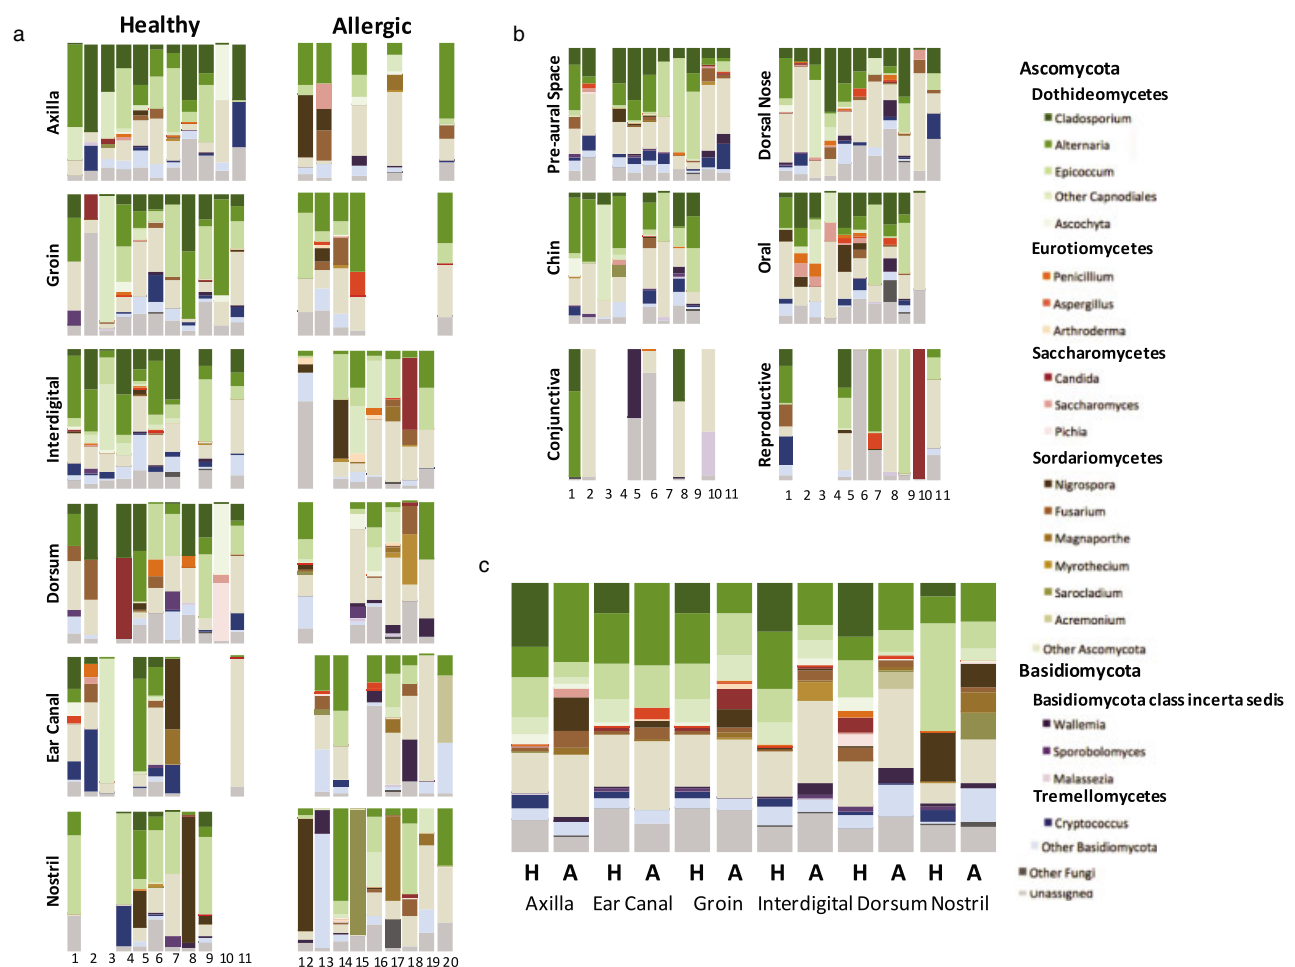 a
Healthy
Allergic
Axilla
Groin
Interdigital
Dorsum
Ear Canal
Nostril
1 2 3 4 5 6 7 8 9 10 11
12 13 14 15 16 17 18 19 20
b
Pre-aural Space
Dorsal Nose
Chin
Oral
Conjunctiva
Reproductive
1 2 3 4 5 6 7 8 9 10 11
1 2 3 4 5 6 7 8 9 10 11
c
H A H A H A H A H A H A
Axilla Ear Canal Groin Interdigital Dorsum Nostril
Ascomycota
Dothideomycetes
Cladosporium
Alternaria
Epicoccum
Other Capnodiales
Ascochyta
Eurotiomycetes
Penicillium
Aspergillus
Arthroderma
Saccharomycetes
Candida
Saccharomyces
Pichia
Sordariomycetes
Nigrospora
Fusarium
Magnaporthe
Myrothecium
Sarocladium
Acremonium
Other Ascomycota
Basidiomycota
Basidiomycota class incerta sedis
Wallemia
Sporobolomyces
Malassezia
Tremellomycetes
Cryptococcus
Other Basidiomycota
Other Fungi
Unassigned